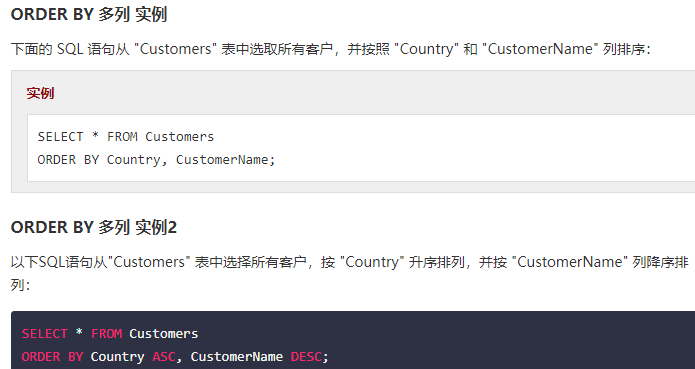 ORDER BY 多列 实例
下面的 SQL 语句从 "Customers" 表中选取所有客户，并按照 "Country" 和 "CustomerName" 列排序：
实例
SELECT * FROM Customers
ORDER BY Country, CustomerName;
ORDER BY 多列 实例2
以下SQL语句从"Customers" 表中选择所有客户，按 "Country" 升序排列，并按 "CustomerName" 列降序排
列：
SELECT * FROM Customers
ORDER BY Country ASC, CustomerName DESC;